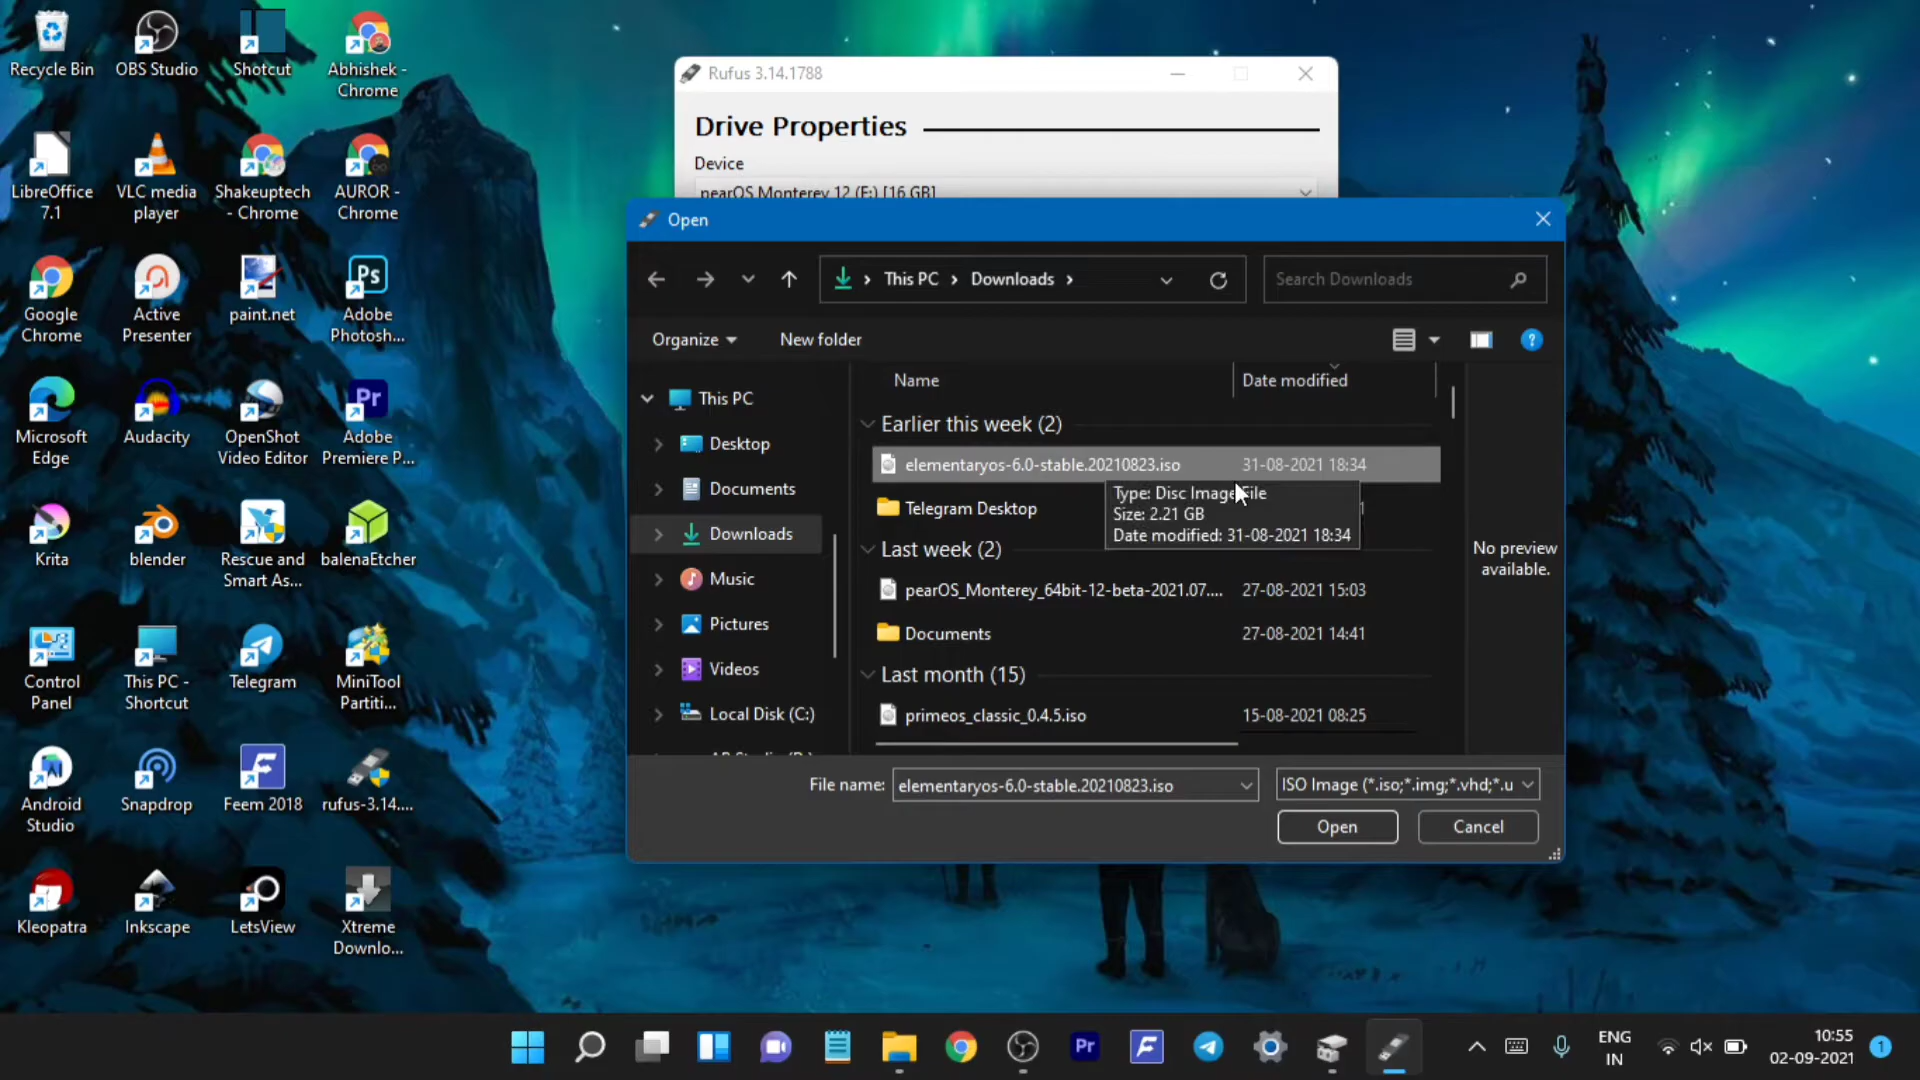 Recycle Bin
OBS Studio
Shotcut
Abhishek -
Chrome
LibreOffice
7.1
VLC media
player
Shakeuptech
- Chrome
AUROR -
Chrome
Google
Chrome
Active
Presenter
paint.net
Adobe
Photosh...
Microsoft
Edge
Audacity
OpenShot
Video Editor
Adobe
Premiere P...
Krita
blender
Rescue and
Smart As...
balenaEtcher
Control
Panel
This PC -
Shortcut
Telegram
MiniTool
Partiti...
Android
Studio
Snapdrop
Feem 2018
rufus-3.14....
Kleopatra
Inkscape
LetsView
Xtreme
Downlo...
Rufus 3.14.1788
Drive Properties
Device
pearOS Monterey 12 (F:) [16 GB]
Open
This PC
Downloads
Search Downloads
Organize
New folder
This PC
Desktop
Documents
Downloads
Music
Pictures
Videos
Local Disk (C:)
Name
Date modified
Earlier this week (2)
elementaryos-6.0-stable.20210823.iso 31-08-2021 18:34
Telegram Desktop
Type: Disc Image File
Size: 2.21 GB
Date modified: 31-08-2021 18:34
Last week (2)
pearOS_Monterey_64bit-12-beta-2021.07.... 27-08-2021 15:03
Documents 27-08-2021 14:41
Last month (15)
primeos_classic_0.4.5.iso 15-08-2021 08:25
No preview
available.
File name: elementaryos-6.0-stable.20210823.iso
ISO Image (*.iso;*.img;*.vhd;*.u
Open
Cancel
Ps
Pr
Pr
ENG
IN
10:55
02-09-2021
1